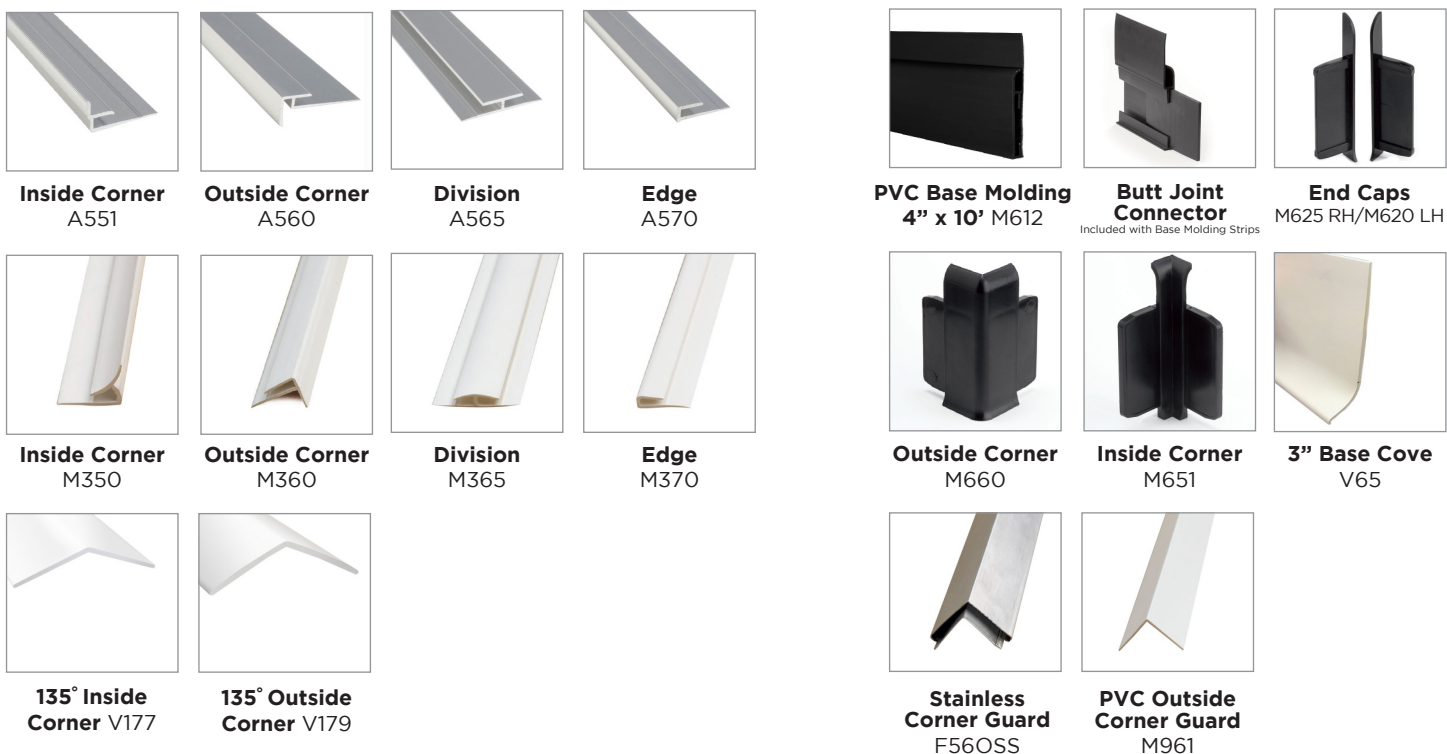 Inside Corner
A551
Outside Corner
A560
Division
A565
Edge
A570
PVC Base Molding
4” x 10’ M612
Butt Joint
Connector
Included with Base Molding Strips
End Caps
M625 RH/M620 LH
Inside Corner
M350
Outside Corner
M360
Division
M365
Edge
M370
Outside Corner
M660
Inside Corner
M651
3” Base Cove
V65
135° Inside
Corner V177
135° Outside
Corner V179
Stainless
Corner Guard
F56OSS
PVC Outside
Corner Guard
M961